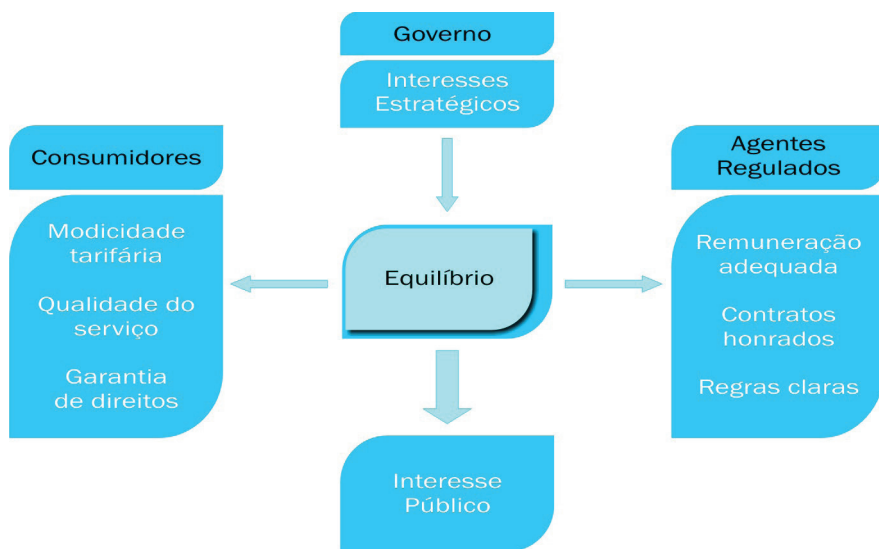 Governo
Interesses
Estratégicos
Consumidores
Modicidade
tarifária
Qualidade do
serviço
Garantia
de direitos
Equilíbrio
Agentes
Regulados
Remuneração
adequada
Contratos
honrados
Regras claras
Interesse
Público